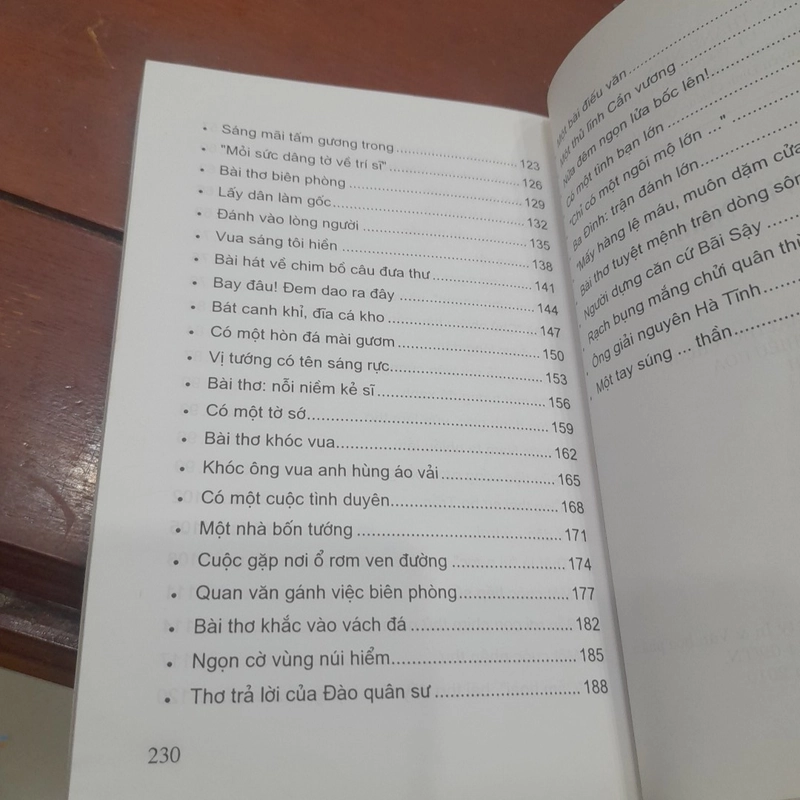 • Sáng mãi tấm gương trong..........123
• "Mỏi sức dâng tờ về trí sĩ"..........126
• Bài thơ biên phòng..........129
• Lấy dân làm gốc..........132
• Đánh vào lòng người..........135
• Vua sáng tôi hiền..........138
• Bài hát về chim bồ câu đưa thư..........141
• Bay đâu! Đem dao ra đây..........144
• Bát canh khỉ, đĩa cá kho..........147
• Có một hòn đá mài gươm..........150
• Vị tướng có tên sáng rực..........153
• Bài thơ: nỗi niềm kẻ sĩ..........156
• Có một tờ sớ..........159
• Bài thơ khóc vua..........162
• Khóc ông vua anh hùng áo vải..........165
• Có một cuộc tình duyên..........168
• Một nhà bốn tướng..........171
• Cuộc gặp nơi ổ rơm ven đường..........174
• Quan văn gánh việc biên phòng..........177
• Bài thơ khắc vào vách đá..........182
• Ngọn cờ vùng núi hiểm..........185
• Thơ trả lời của Đào quân sư..........188
230
Một bài điếu văn..........
Một thủ lĩnh Cần vương..........
Nửa đêm ngọn lửa bốc lên!..........
Có một tình bạn lớn..........
"Chỉ có một ngôi mộ lớn ..."..........
Ba Đình: trận đánh lớn..........
"Mấy hàng lệ máu, muôn dặm cửa
Bài thơ tuyệt mệnh trên dòng sôn
Người dựng căn cứ Bãi Sậy..........
Rạch bụng mắng chửi quân thù
Ông giải nguyên Hà Tĩnh..........
Một tay súng ... thần..........